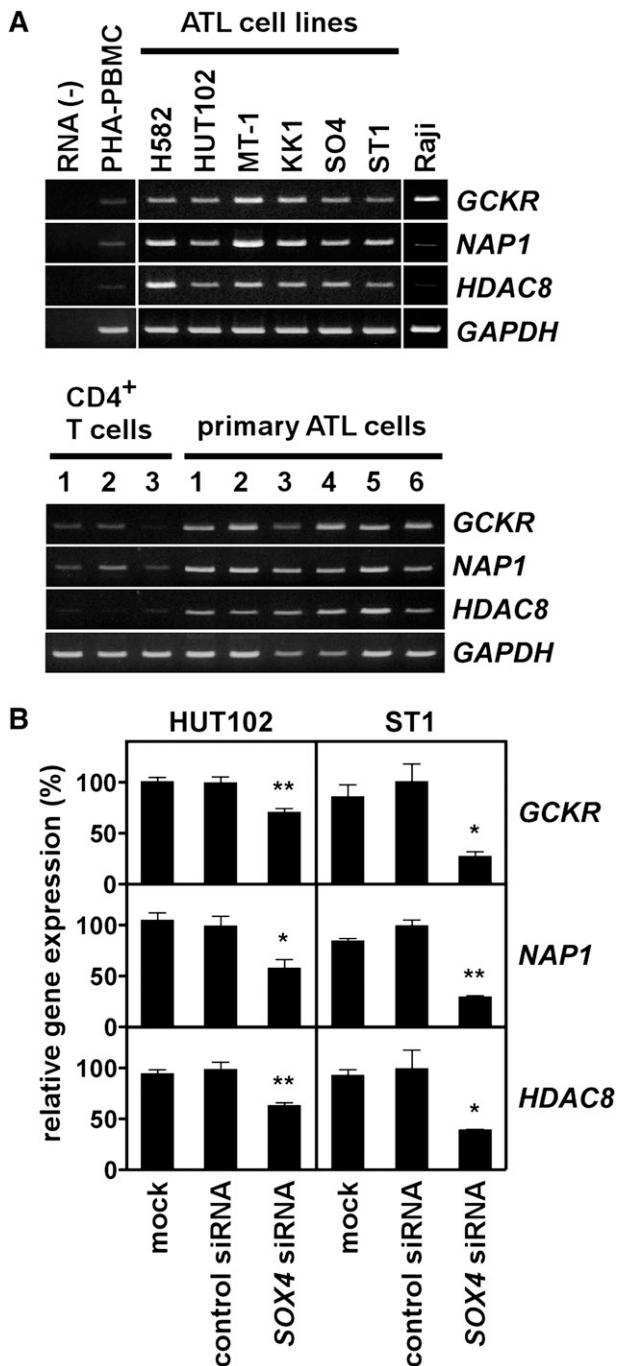 A
ATL cell lines
RNA (-) PHA-PBMC H582 HUT102 MT-1 KK1 SO4 ST1 Raji
GCKR
NAP1
HDAC8
GAPDH
CD4+
T cells
primary ATL cells
1 2 3 1 2 3 4 5 6
GCKR
NAP1
HDAC8
GAPDH
B
HUT102 ST1
relative gene expression (%)
100
50
0
** *
GCKR
100
50
0
* **
NAP1
100
50
0
** *
HDAC8
mock control siRNA SOX4 siRNA mock control siRNA SOX4 siRNA